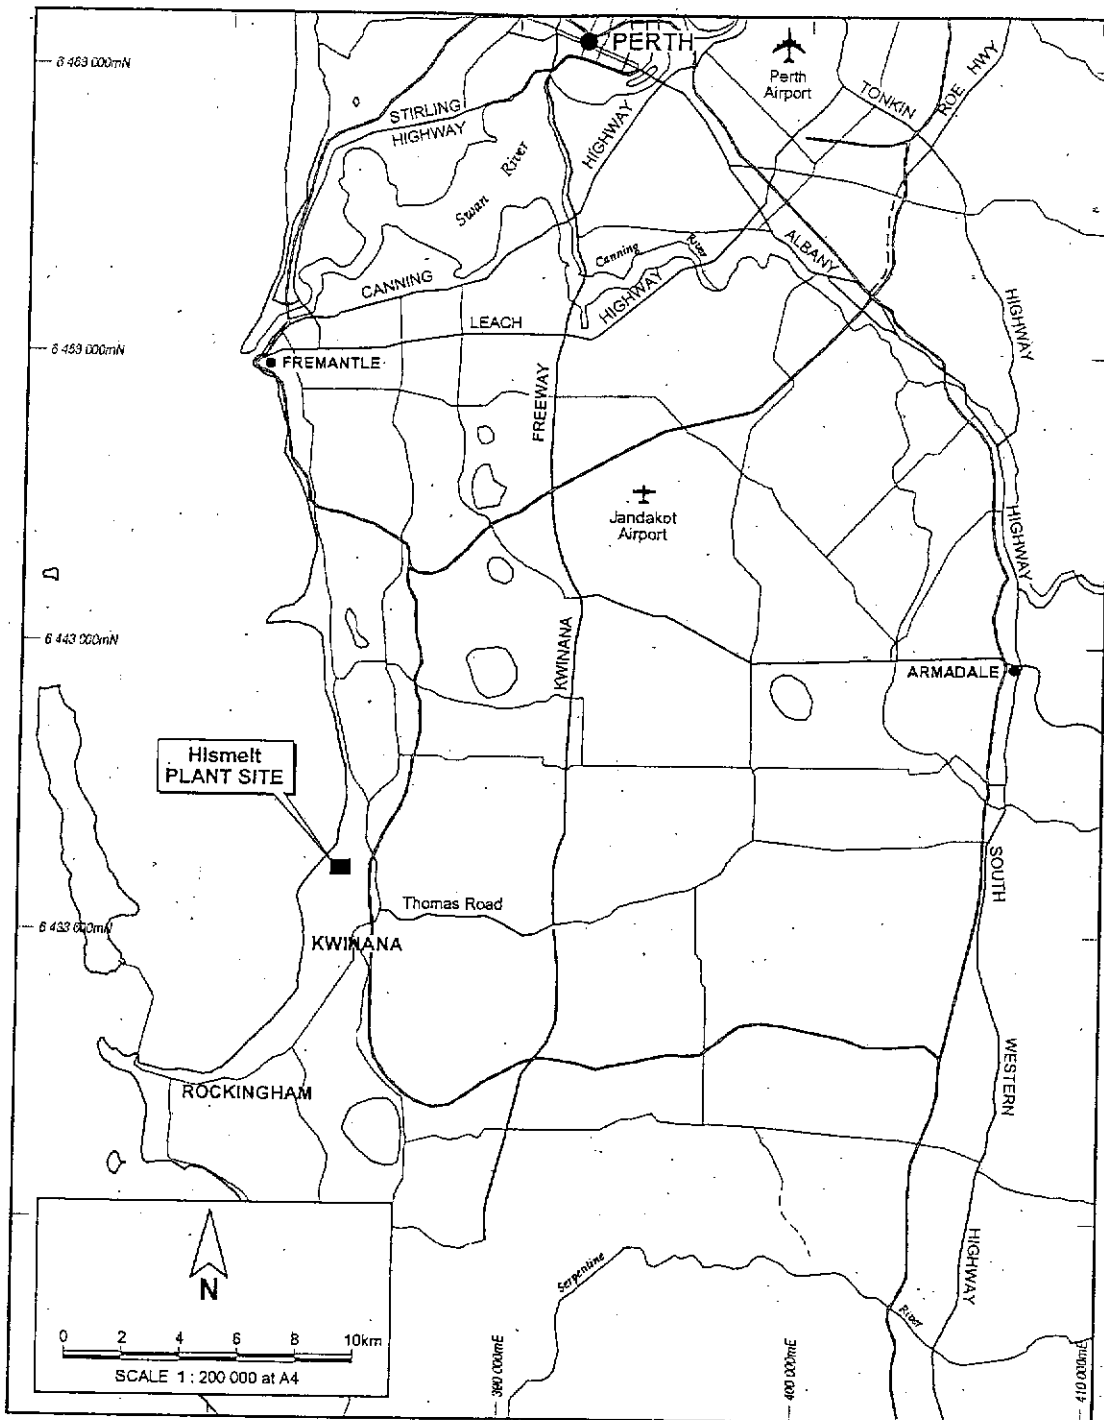 PERTH
6 463 000mN
Perth
Airport
TONKIN
ROE HWY
STIRLING
HIGHWAY
HIGHWAY
Swan River
Canning River
ALBANY
CANNING
HIGHWAY
HIGHWAY
LEACH
6 453 000mN
FREMANTLE
FREEWAY
Jandakot
Airport
HIGHWAY
6 443 000mN
KWINANA
ARMADALE
HIsmelt
PLANT SITE
SOUTH
Thomas Road
6 433 000mN
KWINANA
WESTERN
ROCKINGHAM
HIGHWAY
N
Serpentine
River
0 2 4 6 8 10km
SCALE 1 : 200 000 at A4
390 000mE
400 000mE
410 000mE